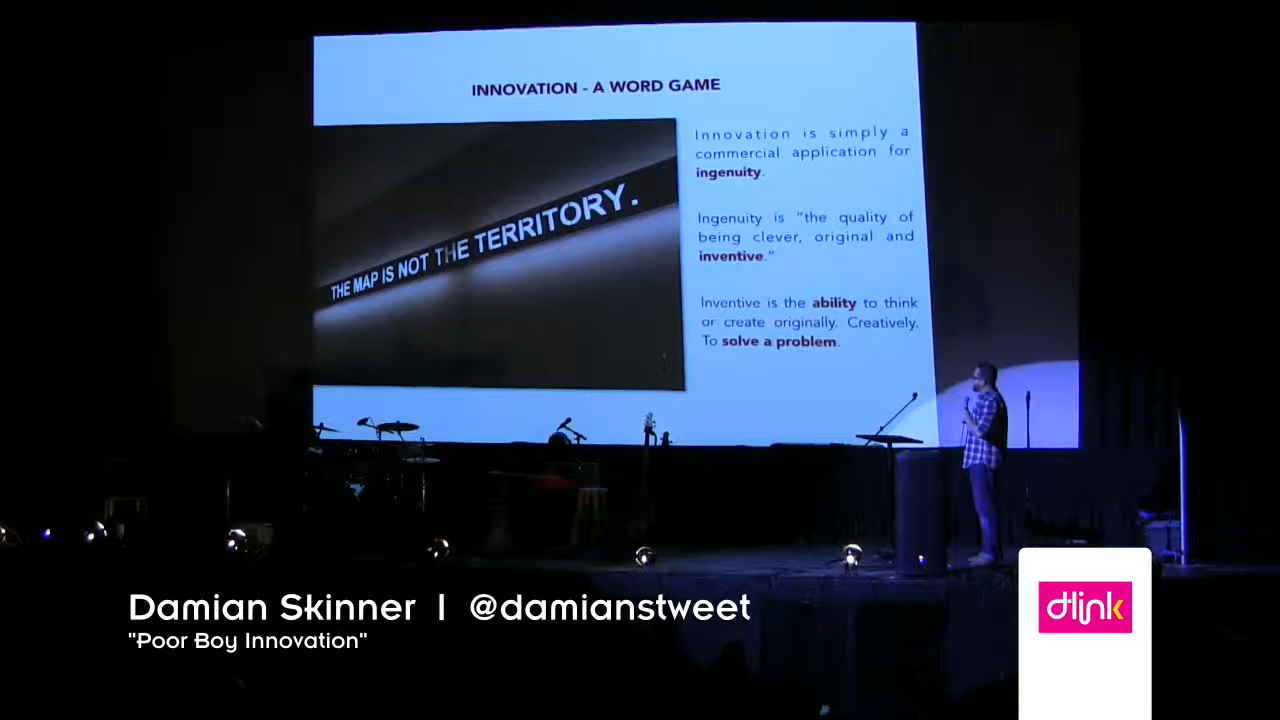 INNOVATION - A WORD GAME
THE MAP IS NOT THE TERRITORY.
Innovation is simply a
commercial application for
ingenuity.
Ingenuity is "the quality of
being clever, original and
inventive."
Inventive is the ability to think
or create originally. Creatively.
To solve a problem.
Damian Skinner | @damianstweet
"Poor Boy Innovation"
dlink